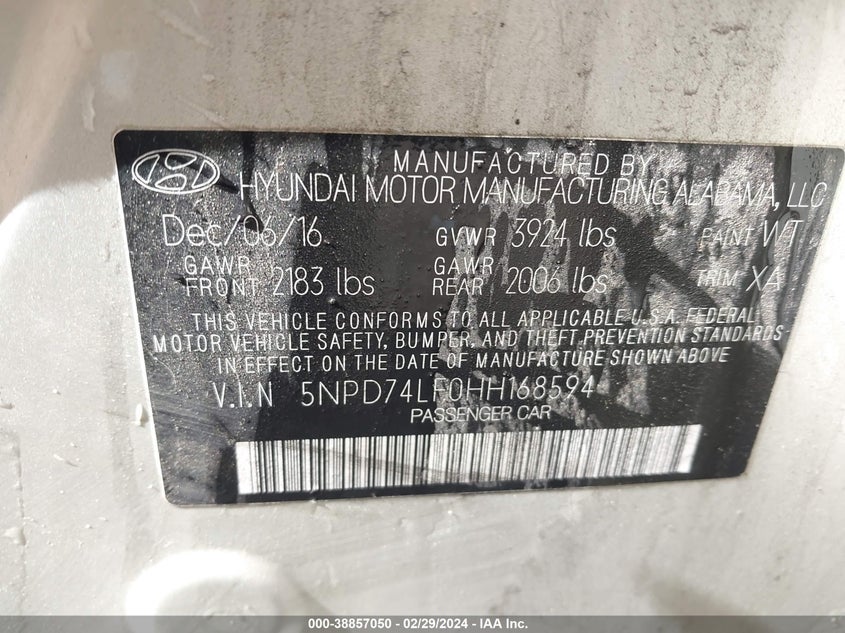 MANUFACTURED BY
HYUNDAI MOTOR MANUFACTURING ALABAMA, LLC
Dec/06/16 GVWR 3924 lbs PAINT WT
GAWR FRONT 2183 lbs GAWR REAR 2006 lbs TRIM XA
THIS VEHICLE CONFORMS TO ALL APPLICABLE U.S.A. FEDERAL
MOTOR VEHICLE SAFETY, BUMPER, AND THEFT PREVENTION STANDARDS
IN EFFECT ON THE DATE OF MANUFACTURE SHOWN ABOVE
V.I.N 5NPD74LF0HH168594
PASSENGER CAR
000-38857050 - 02/29/2024 - IAA Inc.